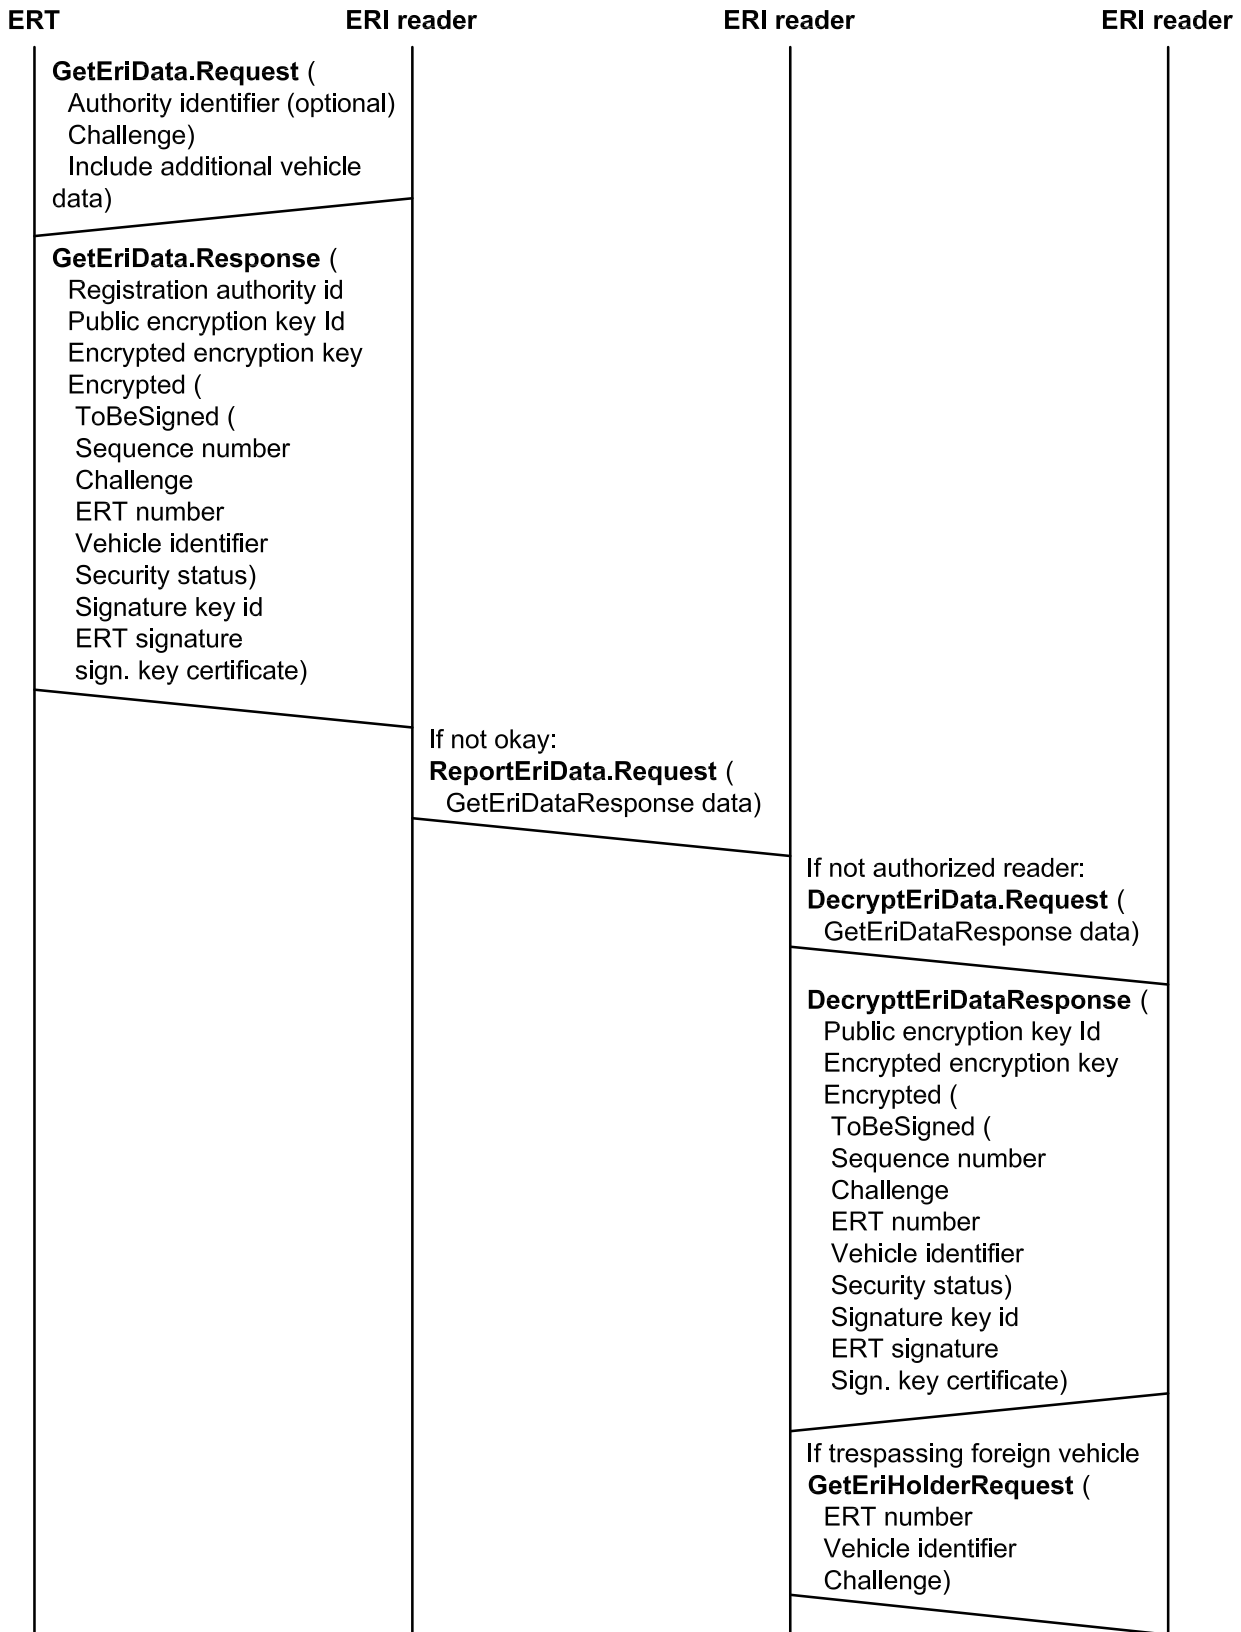 ERT
ERI reader
ERI reader
ERI reader
GetEriData.Request (
Authority identifier (optional)
Challenge)
Include additional vehicle
data)
GetEriData.Response (
Registration authority id
Public encryption key Id
Encrypted encryption key
Encrypted (
ToBeSigned (
Sequence number
Challenge
ERT number
Vehicle identifier
Security status)
Signature key id
ERT signature
sign. key certificate)
If not okay:
ReportEriData.Request (
GetEriDataResponse data)
If not authorized reader:
DecryptEriData.Request (
GetEriDataResponse data)
DecrypttEriDataResponse (
Public encryption key Id
Encrypted encryption key
Encrypted (
ToBeSigned (
Sequence number
Challenge
ERT number
Vehicle identifier
Security status)
Signature key id
ERT signature
Sign. key certificate)
If trespassing foreign vehicle
GetEriHolderRequest (
ERT number
Vehicle identifier
Challenge)